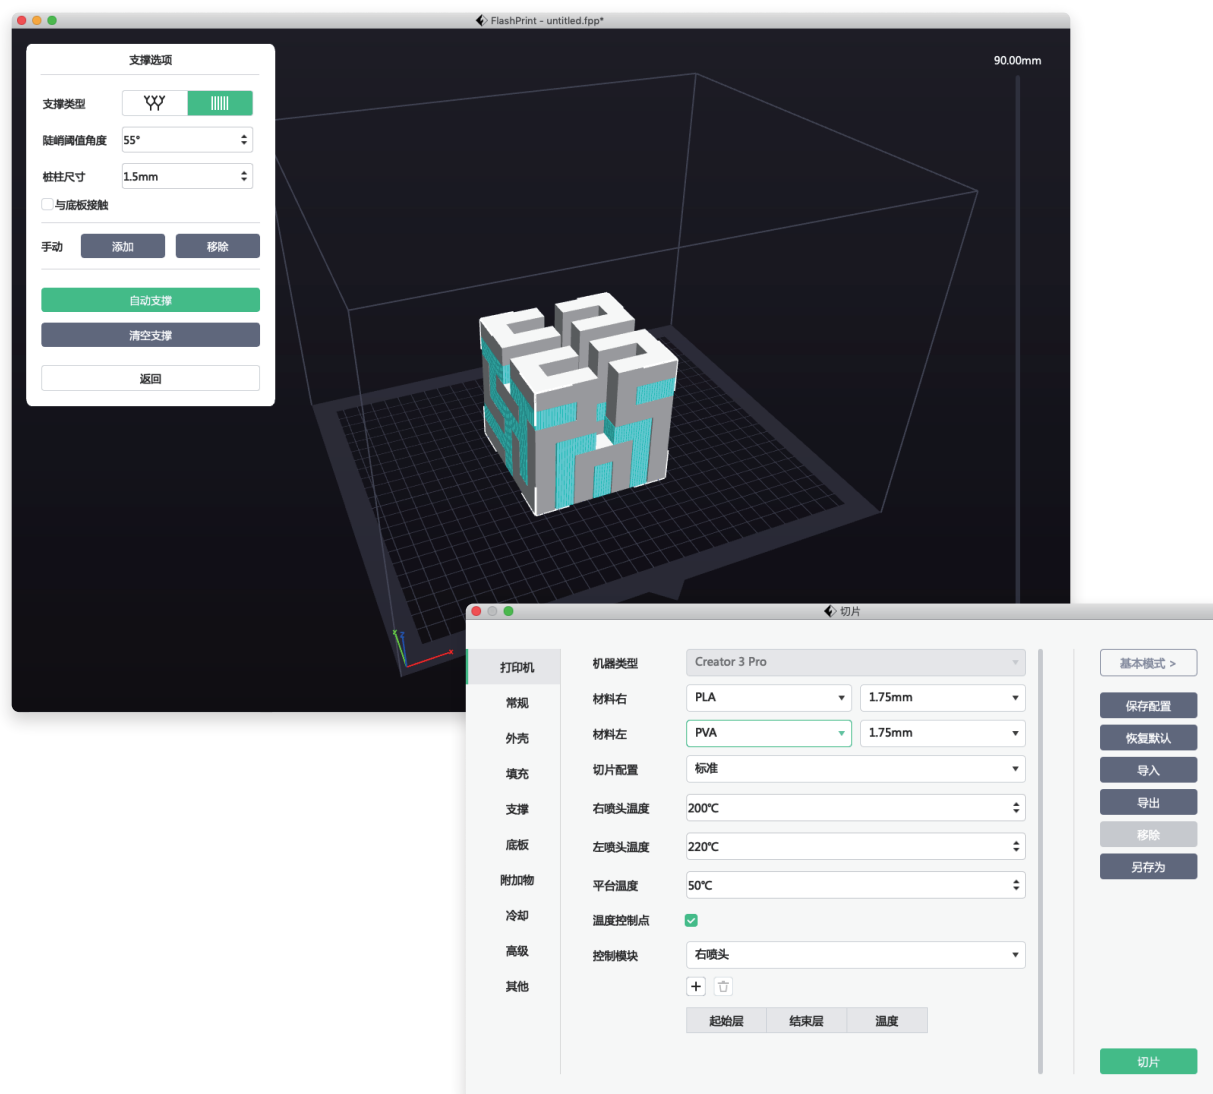 FlashPrint - untitled.fpp*
支撑选项
支撑类型
陡峭阈值角度 55°
桩柱尺寸 1.5mm
与底板接触
手动 添加 移除
自动支撑
清空支撑
返回
90.00mm
x
z
切片
打印机
常规
外壳
填充
支撑
底板
附加物
冷却
高级
其他
机器类型 Creator 3 Pro
材料右 PLA 1.75mm
材料左 PVA 1.75mm
切片配置 标准
右喷头温度 200℃
左喷头温度 220℃
平台温度 50℃
温度控制点
控制模块 右喷头
起始层 结束层 温度
基本模式 >
保存配置
恢复默认
导入
导出
移除
另存为
切片